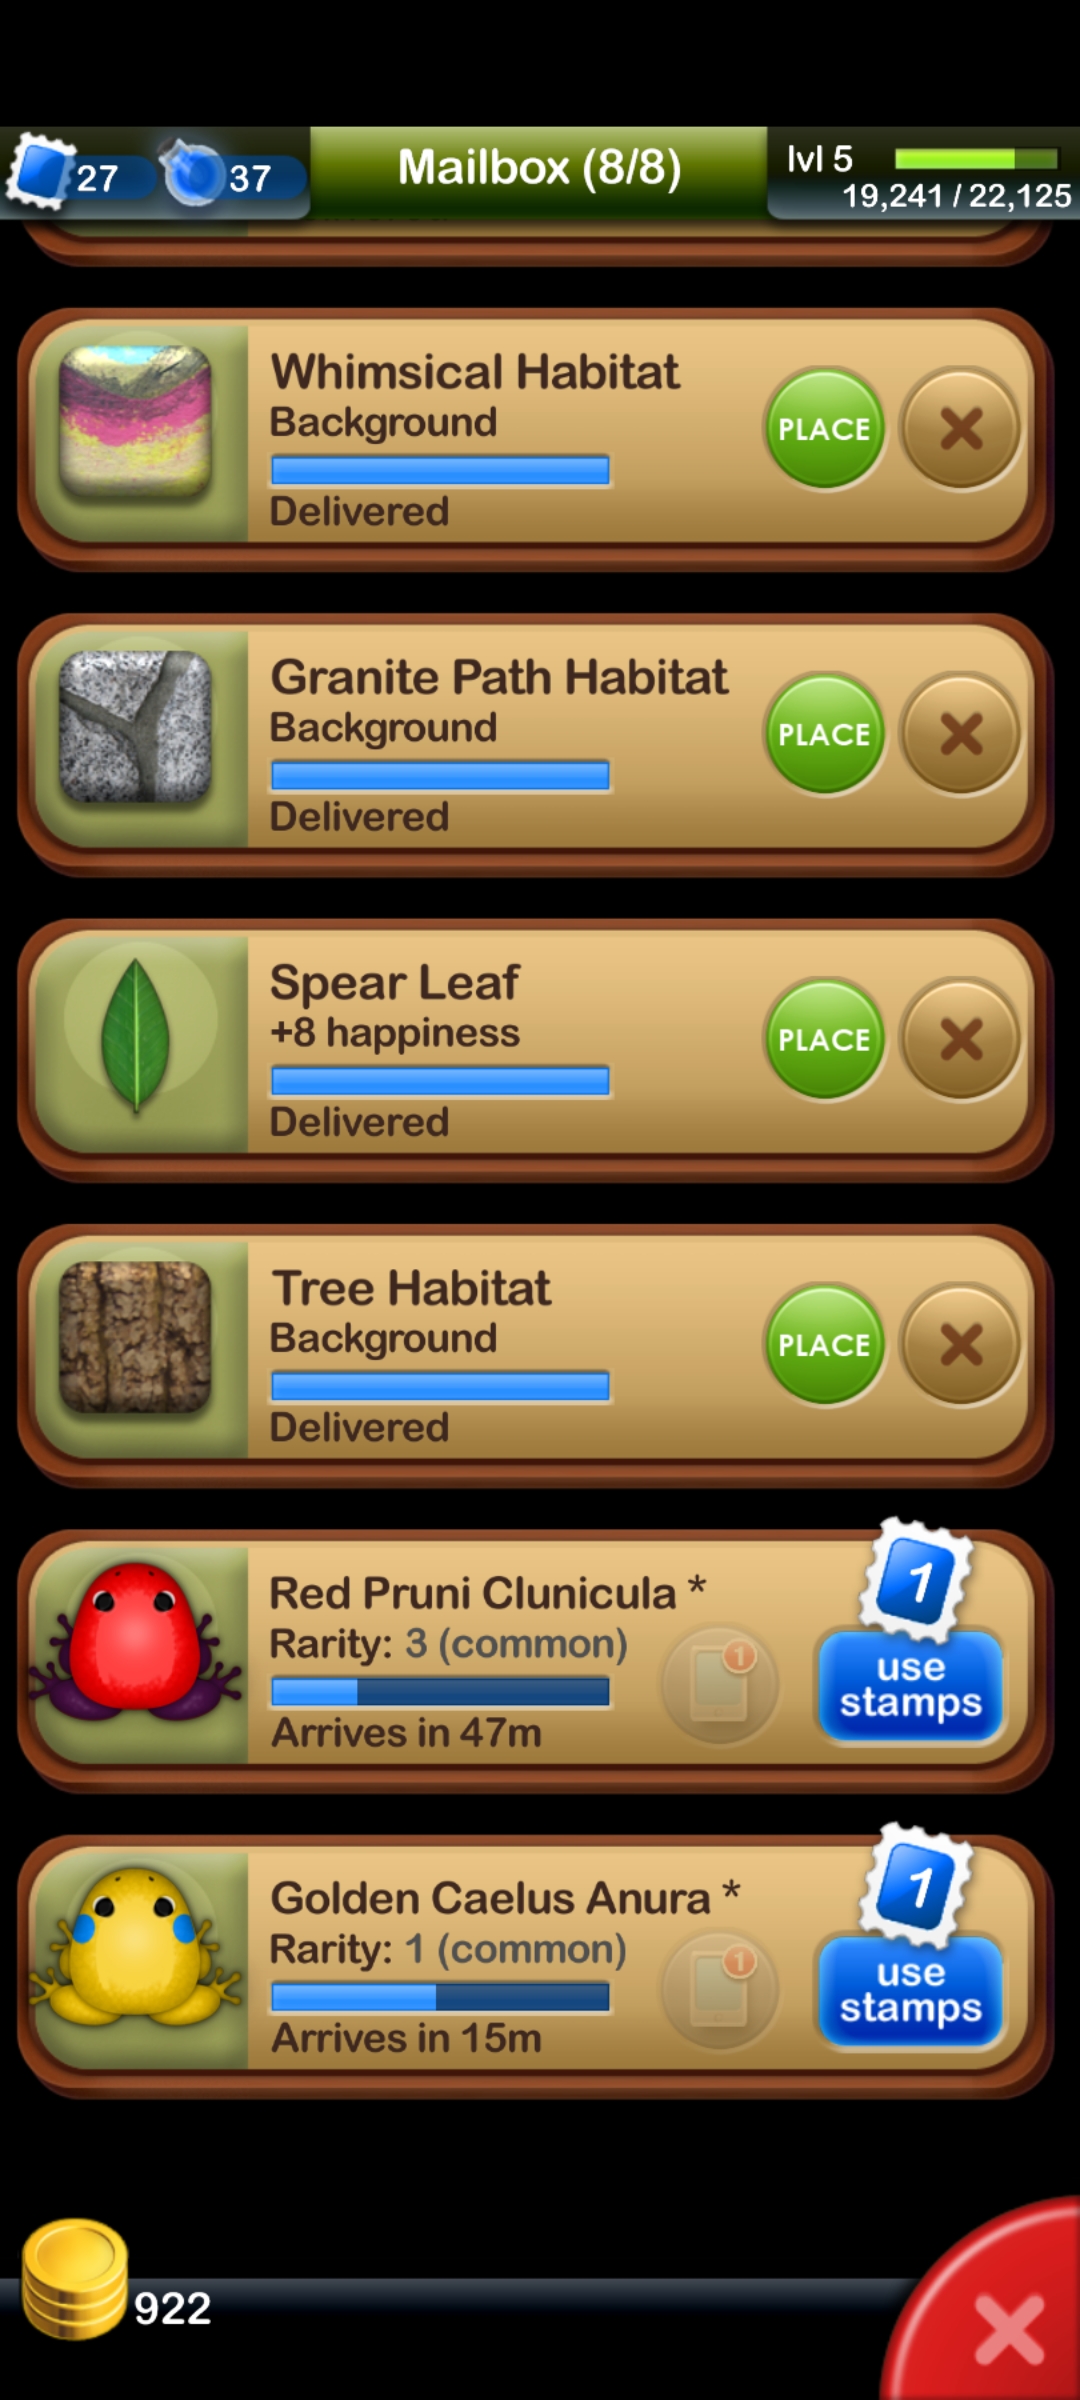 27
37
Mailbox (8/8)
lvl 5
19,241 / 22,125
Whimsical Habitat
Background
Delivered
PLACE
Granite Path Habitat
Background
Delivered
PLACE
Spear Leaf
+8 happiness
Delivered
PLACE
Tree Habitat
Background
Delivered
PLACE
Red Pruni Clunicula *
Rarity: 3 (common)
Arrives in 47m
1
1
use
stamps
Golden Caelus Anura *
Rarity: 1 (common)
Arrives in 15m
1
1
use
stamps
922